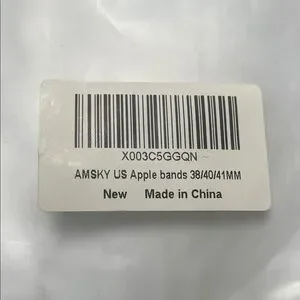 X003C5GGQN
AMSKY US Apple bands 38/40/41MM
New Made in China